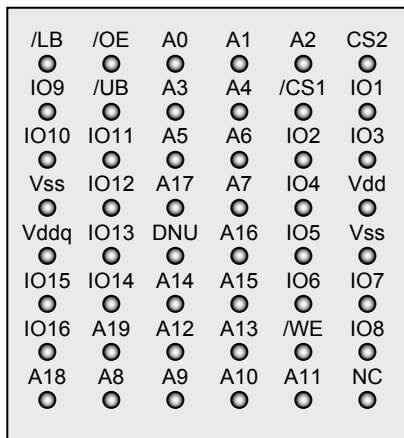 /LB /OE A0 A1 A2 CS2
IO9 /UB A3 A4 /CS1 IO1
IO10 IO11 A5 A6 IO2 IO3
Vss IO12 A17 A7 IO4 Vdd
Vddq IO13 DNU A16 IO5 Vss
IO15 IO14 A14 A15 IO6 IO7
IO16 A19 A12 A13 /WE IO8
A18 A8 A9 A10 A11 NC